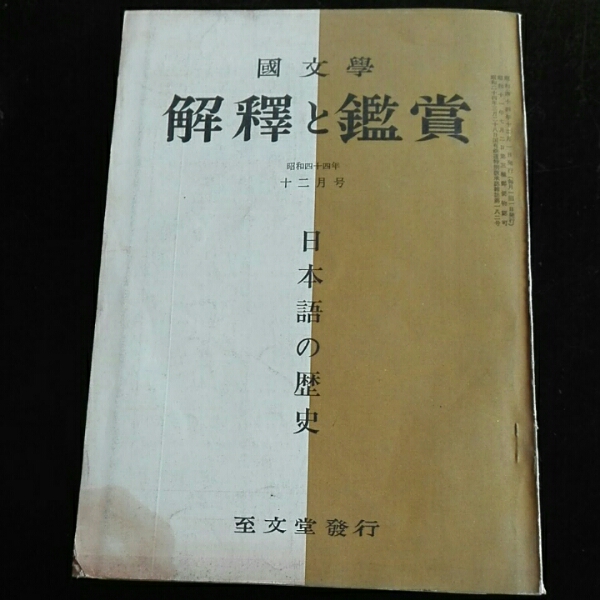 國文學
解釋と鑑賞
昭和四十四年
十二月号
日本語の歴史
至文堂發行